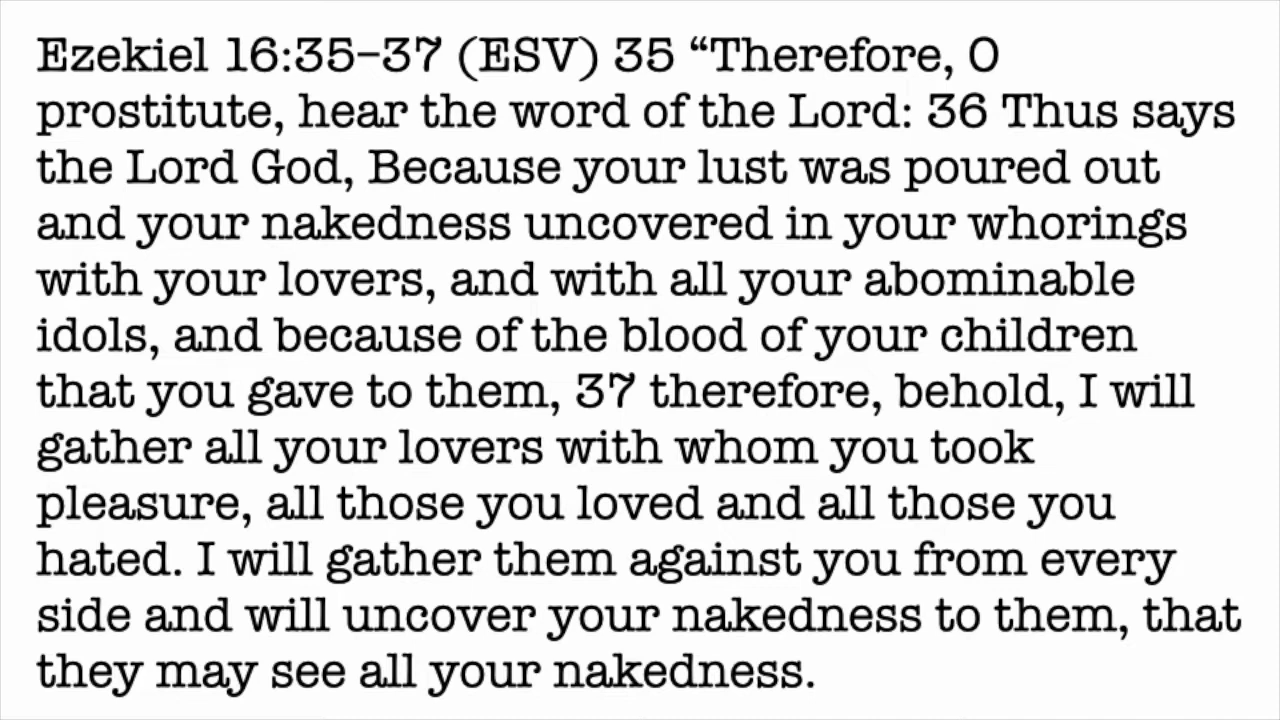 Ezekiel 16:35–37 (ESV) 35 “Therefore, O
prostitute, hear the word of the Lord: 36 Thus says
the Lord God, Because your lust was poured out
and your nakedness uncovered in your whorings
with your lovers, and with all your abominable
idols, and because of the blood of your children
that you gave to them, 37 therefore, behold, I will
gather all your lovers with whom you took
pleasure, all those you loved and all those you
hated. I will gather them against you from every
side and will uncover your nakedness to them, that
they may see all your nakedness.